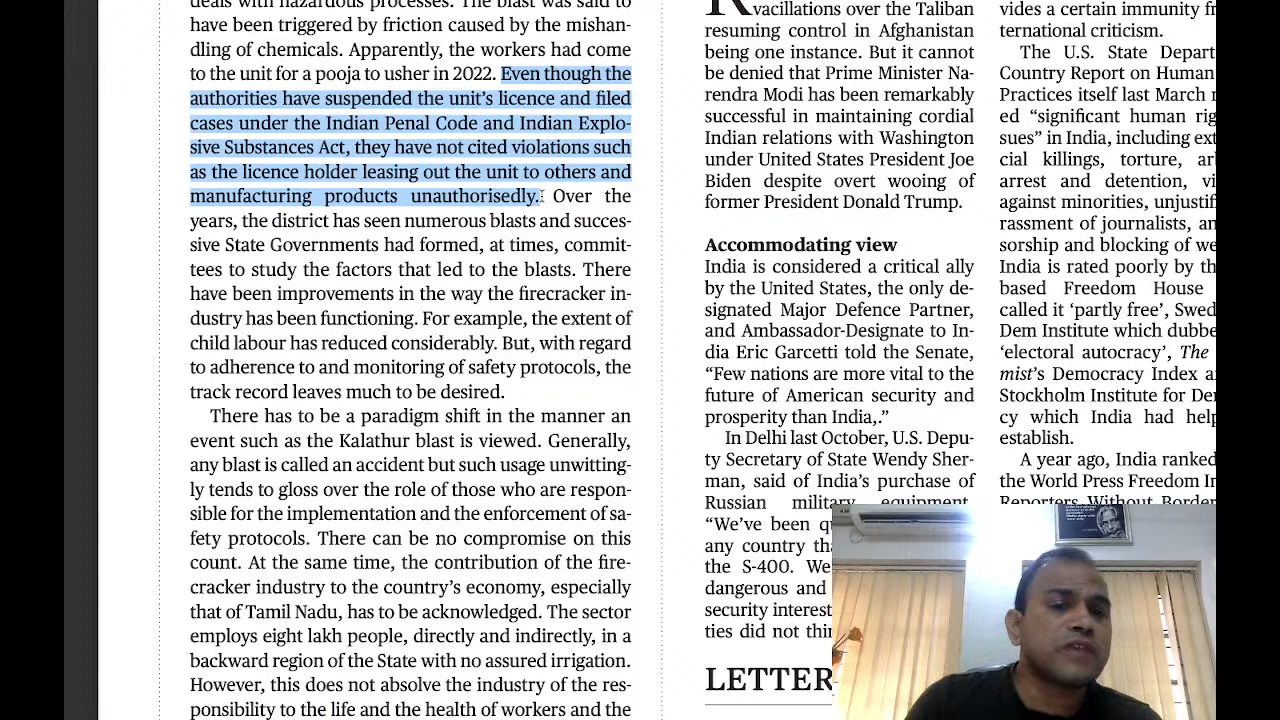 deals with hazardous processes. The blast was said to
have been triggered by friction caused by the mishan-
dling of chemicals. Apparently, the workers had come
to the unit for a pooja to usher in 2022. Even though the
authorities have suspended the unit’s licence and filed
cases under the Indian Penal Code and Indian Explo-
sive Substances Act, they have not cited violations such
as the licence holder leasing out the unit to others and
manufacturing products unauthorisedly. Over the
years, the district has seen numerous blasts and succes-
sive State Governments had formed, at times, commit-
tees to study the factors that led to the blasts. There
have been improvements in the way the firecracker in-
dustry has been functioning. For example, the extent of
child labour has reduced considerably. But, with regard
to adherence to and monitoring of safety protocols, the
track record leaves much to be desired.
There has to be a paradigm shift in the manner an
event such as the Kalathur blast is viewed. Generally,
any blast is called an accident but such usage unwitting-
ly tends to gloss over the role of those who are respon-
sible for the implementation and the enforcement of sa-
fety protocols. There can be no compromise on this
count. At the same time, the contribution of the fire-
cracker industry to the country’s economy, especially
that of Tamil Nadu, has to be acknowledged. The sector
employs eight lakh people, directly and indirectly, in a
backward region of the State with no assured irrigation.
However, this does not absolve the industry of the res-
ponsibility to the life and the health of workers and the
vacillations over the Taliban
resuming control in Afghanistan
being one instance. But it cannot
be denied that Prime Minister Na-
rendra Modi has been remarkably
successful in maintaining cordial
Indian relations with Washington
under United States President Joe
Biden despite overt wooing of
former President Donald Trump.
Accommodating view
India is considered a critical ally
by the United States, the only de-
signated Major Defence Partner,
and Ambassador-Designate to In-
dia Eric Garcetti told the Senate,
“Few nations are more vital to the
future of American security and
prosperity than India,.”
In Delhi last October, U.S. Depu-
ty Secretary of State Wendy Sher-
man, said of India’s purchase of
Russian military equipment,
“We’ve been q
any country tha
the S-400. We
dangerous and
security interest
ties did not thin
LETTER
vides a certain immunity fr
ternational criticism.
The U.S. State Depart
Country Report on Human
Practices itself last March r
ed “significant human rig
sues” in India, including ext
cial killings, torture, ar
arrest and detention, vi
against minorities, unjustif
rassment of journalists, an
sorship and blocking of we
India is rated poorly by th
based Freedom House
called it ‘partly free’, Swed
Dem Institute which dubbe
‘electoral autocracy’, The
mist’s Democracy Index a
Stockholm Institute for De
cy which India had help
establish.
A year ago, India ranked
the World Press Freedom In
Reporters Without Border